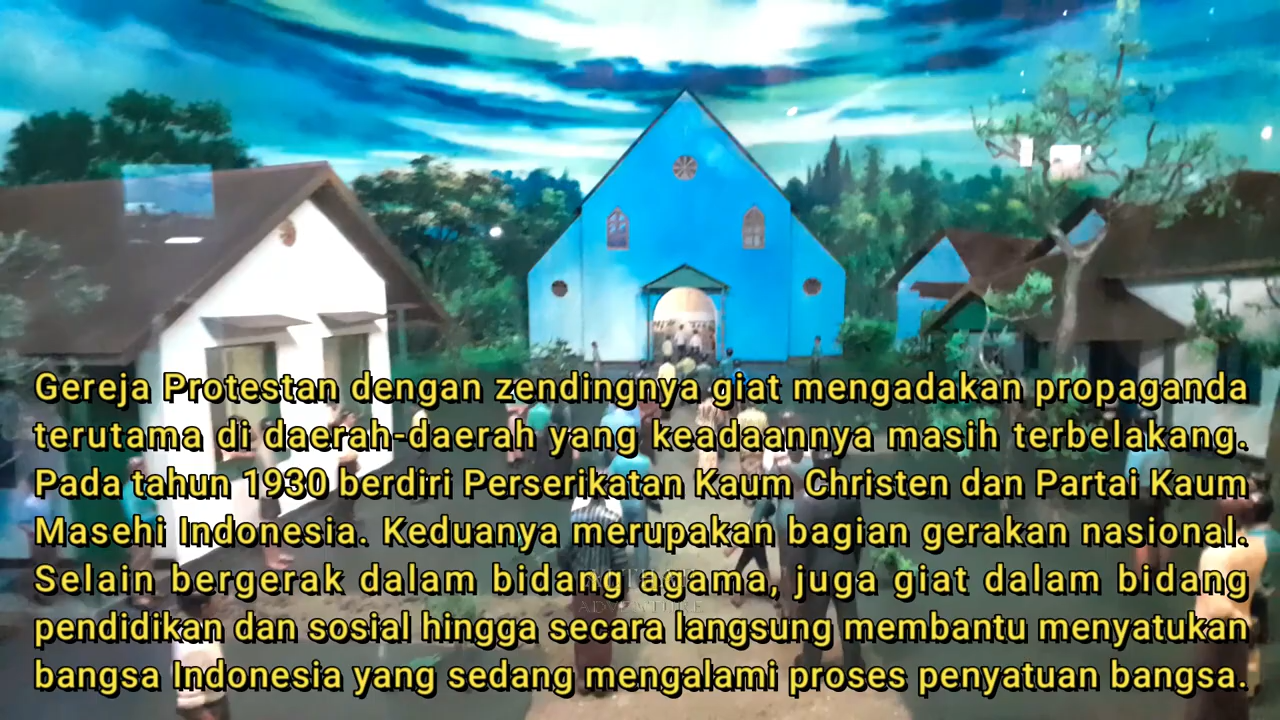 Gereja Protestan dengan zendingnya giat mengadakan propaganda
terutama di daerah-daerah yang keadaannya masih terbelakang.
Pada tahun 1930 berdiri Perserikatan Kaum Christen dan Partai Kaum
Masehi Indonesia. Keduanya merupakan bagian gerakan nasional.
Selain bergerak dalam bidang agama, juga giat dalam bidang
pendidikan dan sosial hingga secara langsung membantu menyatukan
bangsa Indonesia yang sedang mengalami proses penyatuan bangsa.